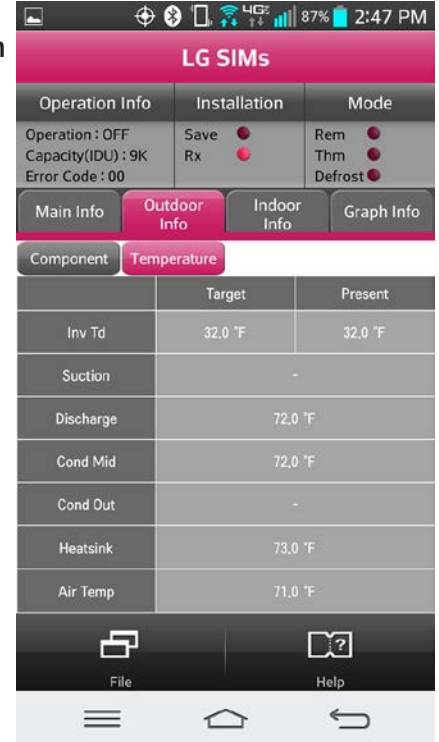 n
4G 87% 2:47 PM
LG SIMs
Operation Info Installation Mode
Operation : OFF Save Rem
Capacity(IDU) : 9K Rx Thm
Error Code : 00 Defrost
Main Info Outdoor Info Indoor Info Graph Info
Component Temperature
Target Present
Inv Td 32.0 °F 32.0 °F
Suction -
Discharge 72.0 °F
Cond Mid 72.0 °F
Cond Out -
Heatsink 73.0 °F
Air Temp 71.0 °F
?
File Help